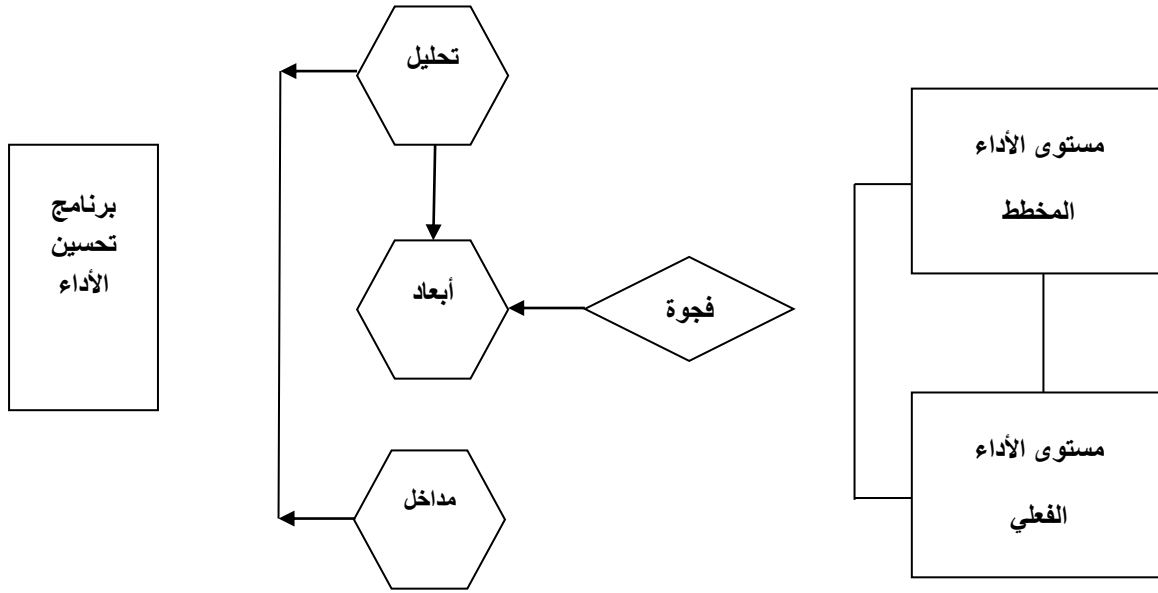 مستوى الأداء
المخطط
مستوى الأداء
الفعلي
فجوة
تحليل
أبعاد
مداخل
برنامج
تحسين
الأداء